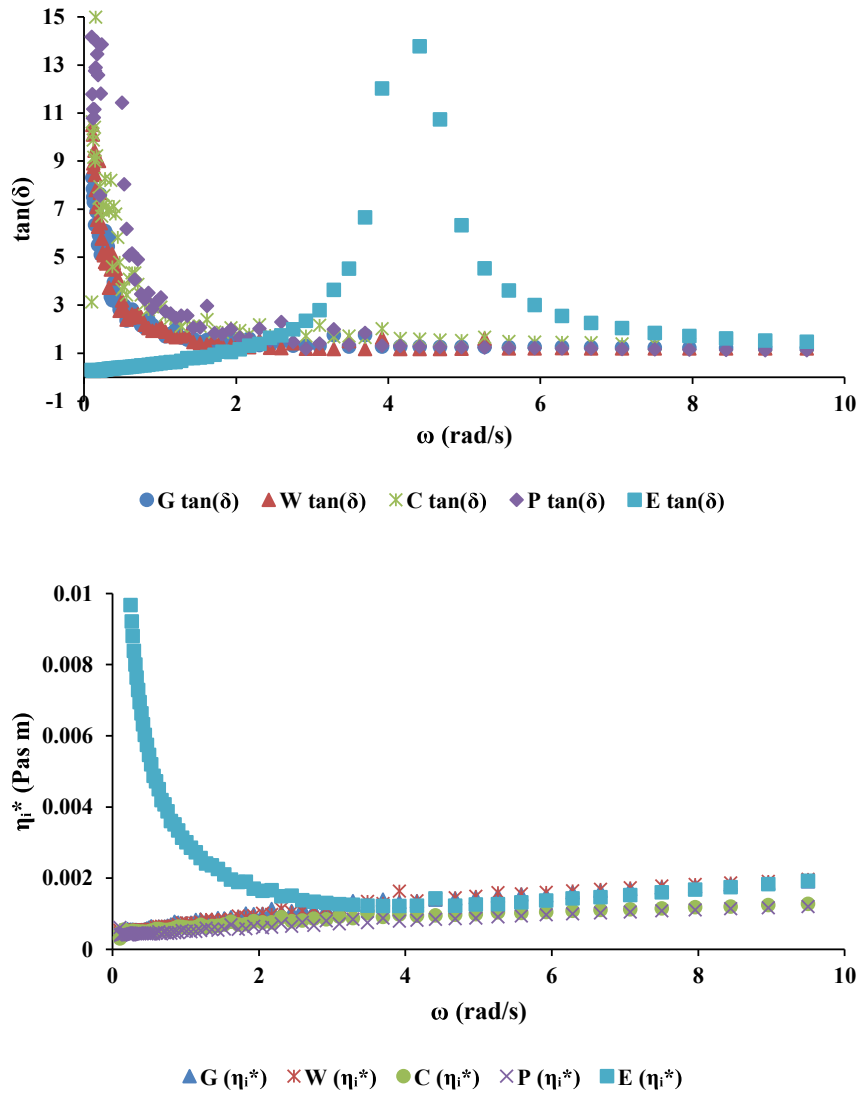 15
13
11
9
7
5
3
1
-1
tan(δ)
0 2 4 6 8 10
ω (rad/s)
G tan(δ) W tan(δ) C tan(δ) P tan(δ) E tan(δ)
0.01
0.008
0.006
0.004
0.002
0
ηᵢ* (Pas m)
0 2 4 6 8 10
ω (rad/s)
G (ηᵢ*) W (ηᵢ*) C (ηᵢ*) P (ηᵢ*) E (ηᵢ*)